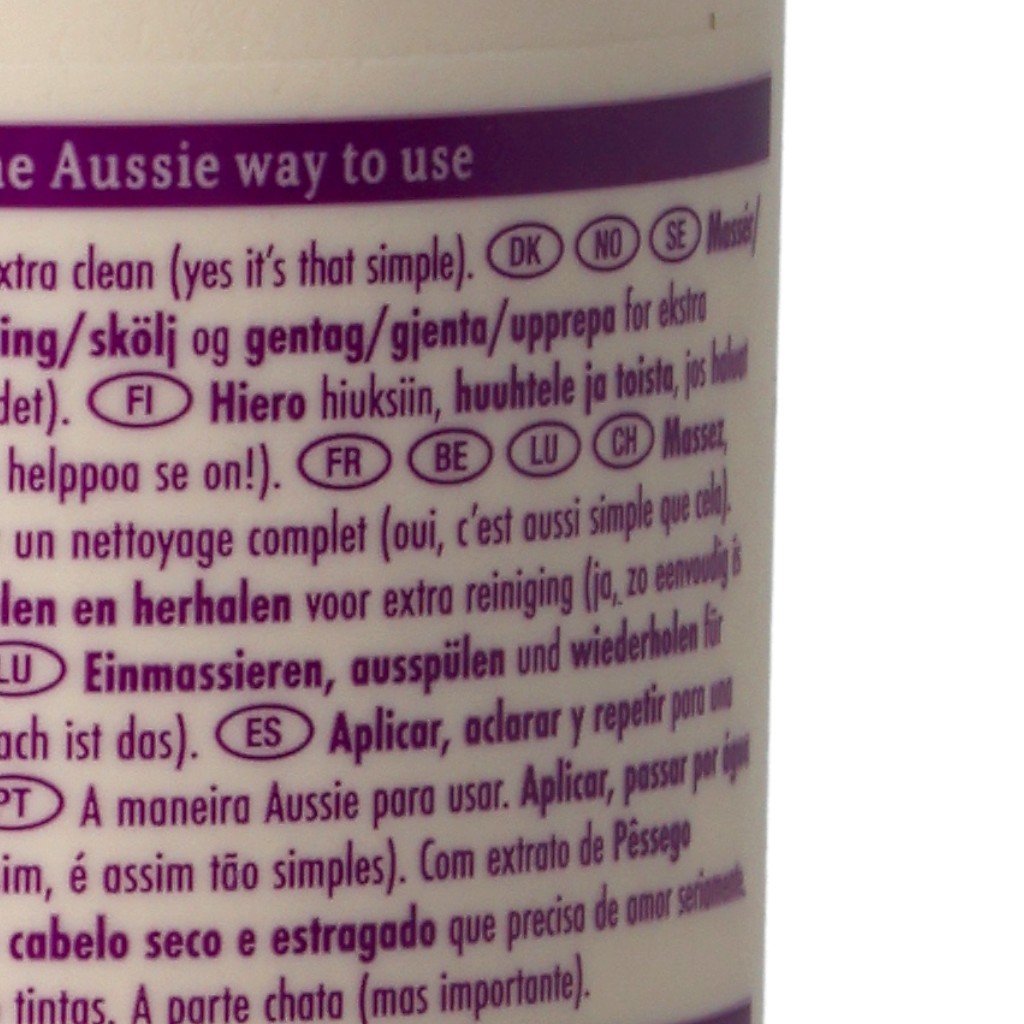 he Aussie way to use
xtra clean (yes it's that simple). DK NO SE Massér/
ing/skölj og gentag/gjenta/upprepa for ekstra
det). FI Hiero hiuksiin, huuhtele ja toista, jos haluat
helppoa se on!). FR BE LU CH Massez,
un nettoyage complet (oui, c'est aussi simple que cela).
len en herhalen voor extra reiniging (ja, zo eenvoudig is
LU Einmassieren, ausspülen und wiederholen für
ach ist das). ES Aplicar, aclarar y repetir para una
PT A maneira Aussie para usar. Aplicar, passar por água
im, é assim tão simples). Com extrato de Pêssego
cabelo seco e estragado que precisa de amor seriamente.
tintas. A parte chata (mas importante).